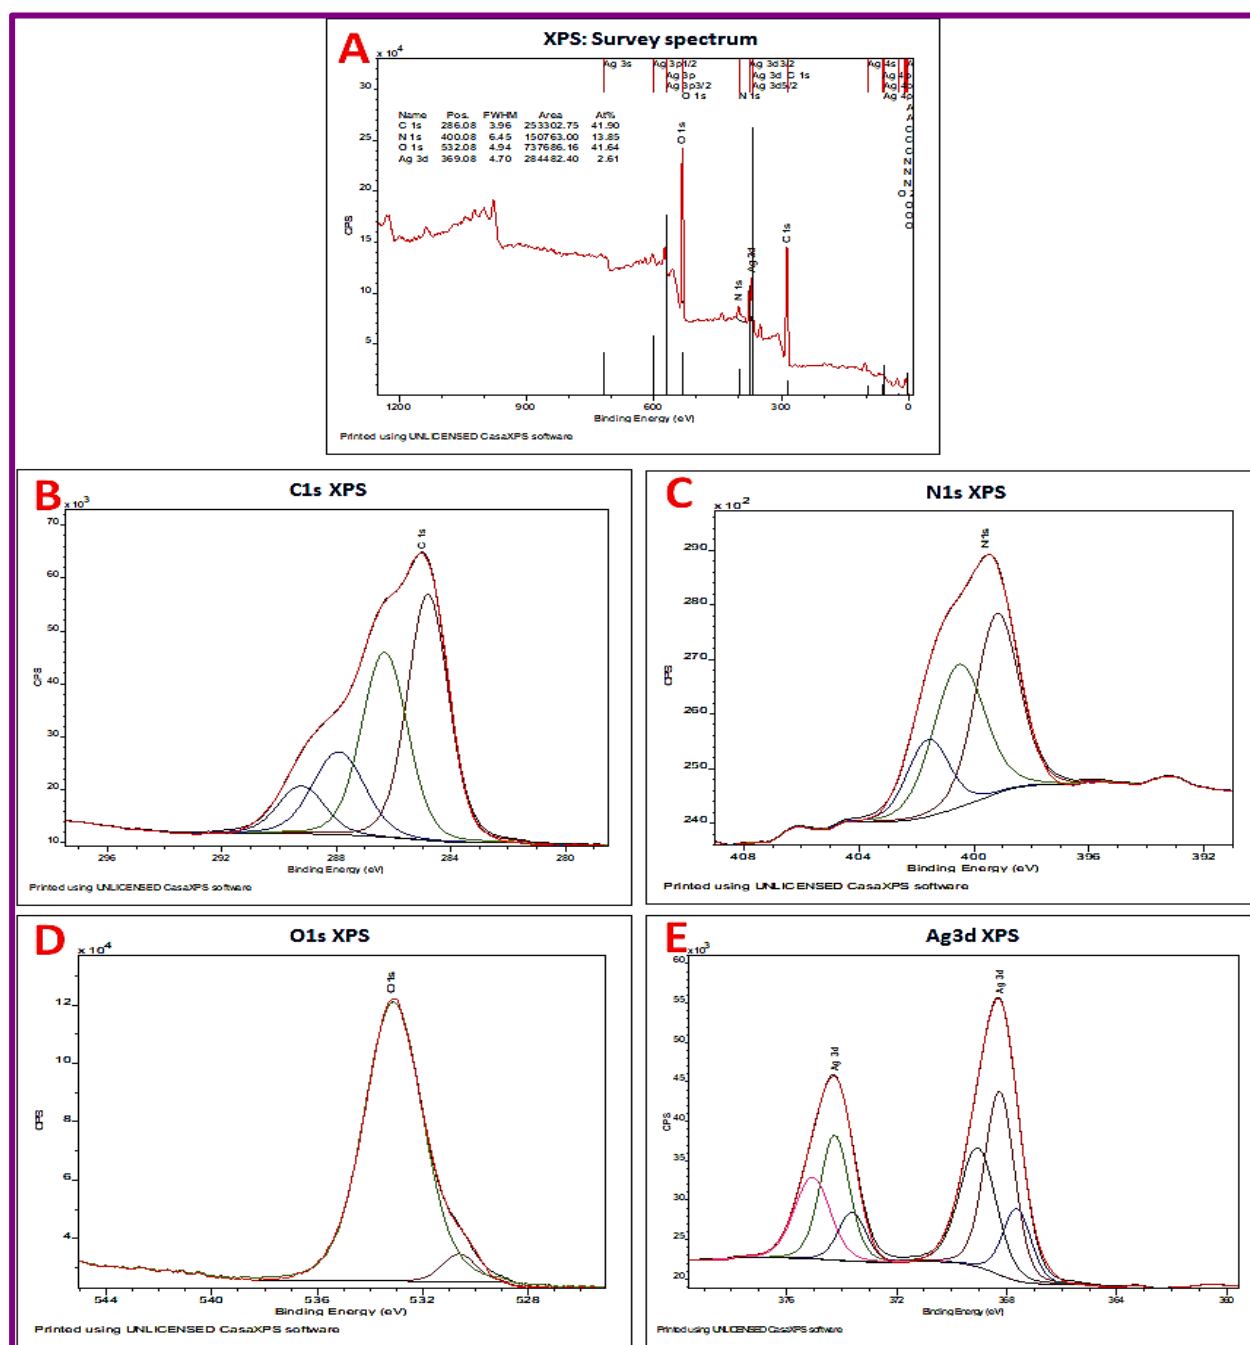 A
XPS: Survey spectrum
x 10⁴
Ag 3s
Ag 3p1/2
Ag 3d3/2
Ag 4s
Ag 3p
Ag 3d
C 1s
Ag 4p
Ag 3p3/2
Ag 3d5/2
Ag 4p
O 1s
N 1s
Ag 4p
Name Pos. FWHM Area At%
C 1s 286.08 3.96 253302.75 41.90
N 1s 400.08 6.45 150763.00 13.85
O 1s 532.08 4.94 737686.16 41.64
Ag 3d 369.08 4.70 284482.40 2.61
O 1s
N 1s
Ag 3d
C 1s
A
A
C
C
C
N
N
N
O 2
O
O
O
30
25
20
15
10
5
CPS
1200 900 600 300 0
Binding Energy (eV)
Printed using UNLICENSED CasaXPS software
B
C1s XPS
x 10³
C 1s
70
60
50
40
30
20
10
CPS
296 292 288 284 280
Binding Energy (eV)
Printed using UNLICENSED CasaXPS software
C
N1s XPS
x 10²
N1s
290
280
270
260
250
240
CPS
408 404 400 396 392
Binding Energy (eV)
Printed using UNLICENSED CasaXPS software
D
O1s XPS
x 10⁴
O1s
12
10
8
6
4
CPS
544 540 536 532 528
Binding Energy (eV)
Printed using UNLICENSED CasaXPS software
E
Ag3d XPS
x 10³
Ag 3d
Ag 3d
60
55
50
45
40
35
30
25
20
CPS
376 372 368 364 360
Binding Energy (eV)
Printed using UNLICENSED CasaXPS software